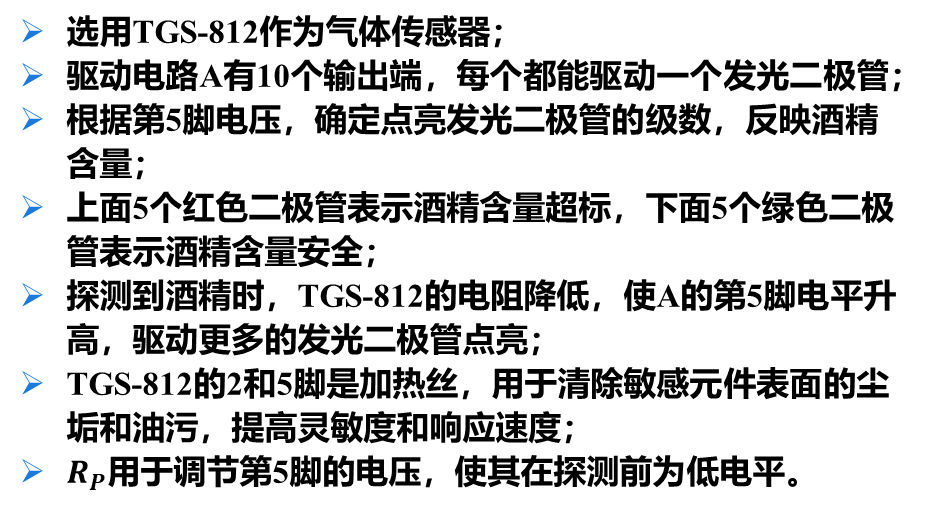 ➢ 选用TGS-812作为气体传感器；
➢ 驱动电路A有10个输出端，每个都能驱动一个发光二极管；
➢ 根据第5脚电压，确定点亮发光二极管的级数，反映酒精
含量；
➢ 上面5个红色二极管表示酒精含量超标，下面5个绿色二极
管表示酒精含量安全；
➢ 探测到酒精时，TGS-812的电阻降低，使A的第5脚电平升
高，驱动更多的发光二极管点亮；
➢ TGS-812的2和5脚是加热丝，用于清除敏感元件表面的尘
垢和油污，提高灵敏度和响应速度；
➢ R_P用于调节第5脚的电压，使其在探测前为低电平。